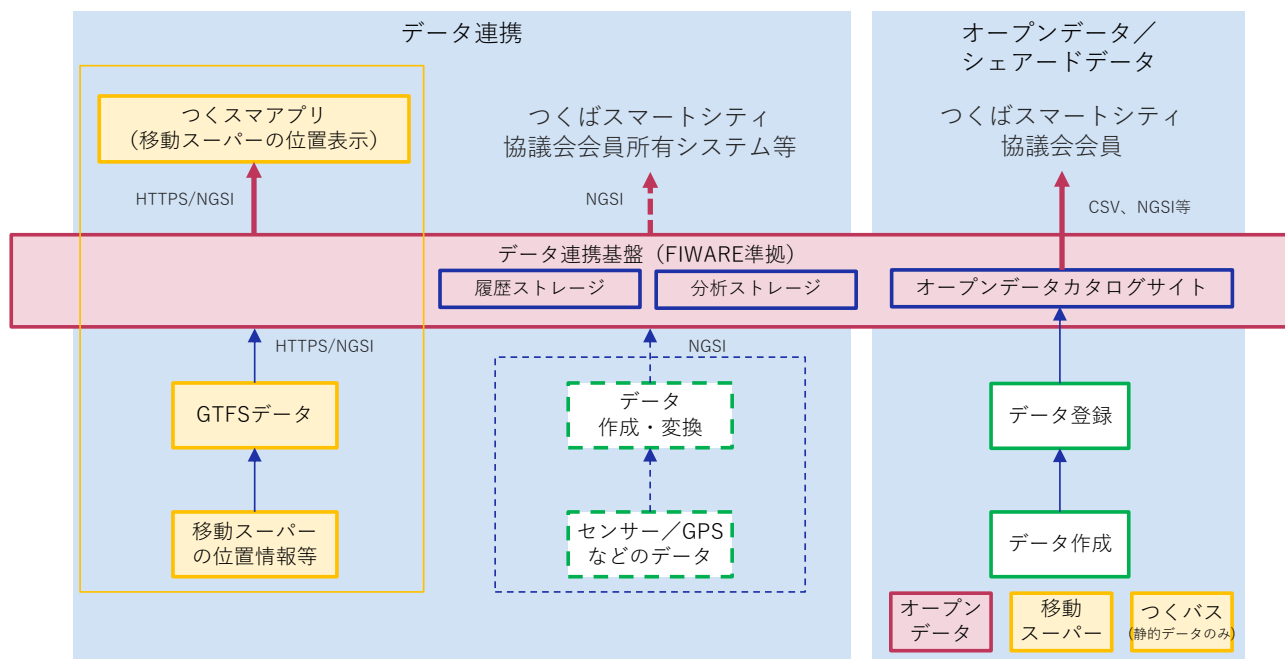 データ連携
オープンデータ／
シェアードデータ
つくスマアプリ
（移動スーパーの位置表示）
つくばスマートシティ
協議会会員所有システム等
つくばスマートシティ
協議会会員
HTTPS/NGSI
NGSI
CSV、NGSI等
データ連携基盤（FIWARE準拠）
履歴ストレージ
分析ストレージ
オープンデータカタログサイト
HTTPS/NGSI
NGSI
GTFSデータ
データ
作成・変換
データ登録
移動スーパー
の位置情報等
センサー／GPS
などのデータ
データ作成
オープン
データ
移動
スーパー
つくバス
(静的データのみ)